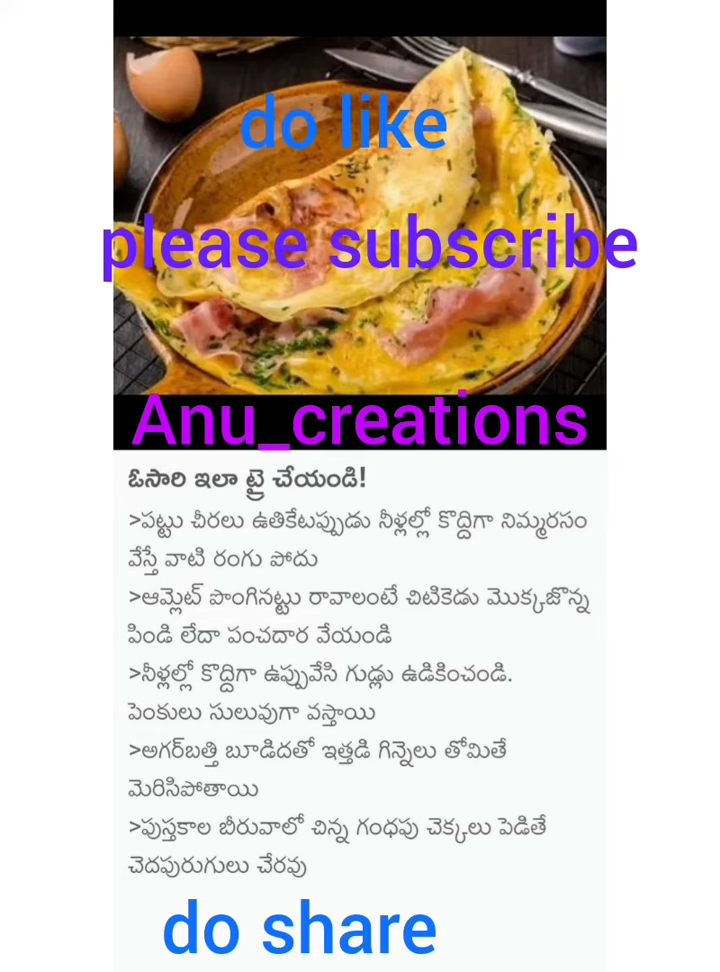 do like
please subscribe
Anu_creations
ఓసారి ఇలా ట్రై చేయండి!
>పట్టు చీరలు ఉతికేటప్పుడు నీళ్లల్లో కొద్దిగా నిమ్మరసం
వేస్తే వాటి రంగు పోదు
>ఆమ్లెట్ పొంగినట్టు రావాలంటే చిటికెడు మొక్కజొన్న
పిండి లేదా పంచదార వేయండి
>నీళ్లల్లో కొద్దిగా ఉప్పువేసి గుడ్లు ఉడికించండి.
పెంకులు సులువుగా వస్తాయి
>అగర్‌బత్తి బూడిదతో ఇత్తడి గిన్నెలు తోమితే
మెరిసిపోతాయి
>పుస్తకాల బీరువాలో చిన్న గంధపు చెక్కలు పెడితే
చెదపురుగులు చేరవు
do share